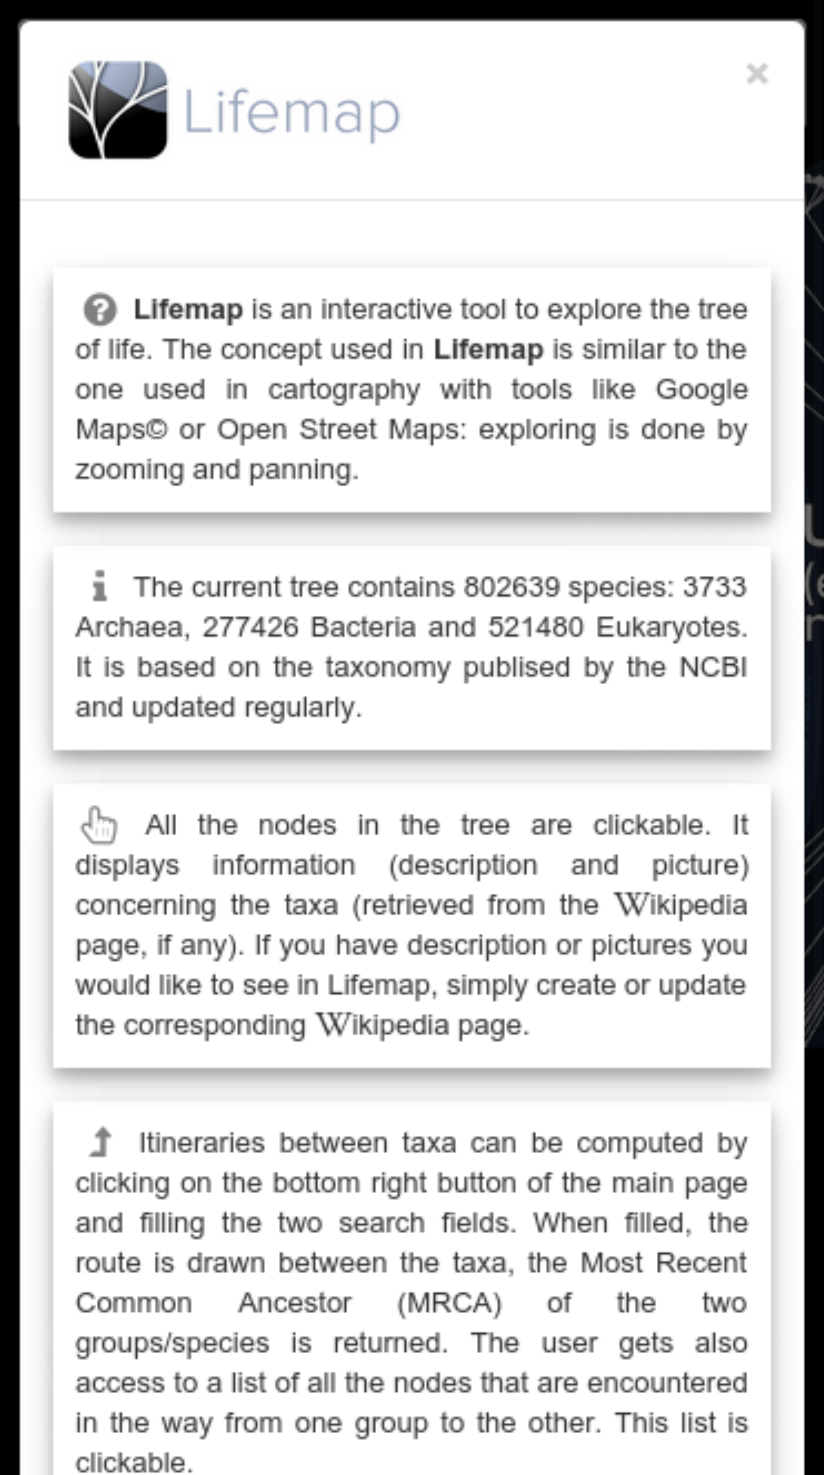 Lifemap
×
Lifemap is an interactive tool to explore the tree
of life. The concept used in Lifemap is similar to the
one used in cartography with tools like Google
Maps© or Open Street Maps: exploring is done by
zooming and panning.
The current tree contains 802639 species: 3733
Archaea, 277426 Bacteria and 521480 Eukaryotes.
It is based on the taxonomy publised by the NCBI
and updated regularly.
All the nodes in the tree are clickable. It
displays information (description and picture)
concerning the taxa (retrieved from the Wikipedia
page, if any). If you have description or pictures you
would like to see in Lifemap, simply create or update
the corresponding Wikipedia page.
Itineraries between taxa can be computed by
clicking on the bottom right button of the main page
and filling the two search fields. When filled, the
route is drawn between the taxa, the Most Recent
Common Ancestor (MRCA) of the two
groups/species is returned. The user gets also
access to a list of all the nodes that are encountered
in the way from one group to the other. This list is
clickable.